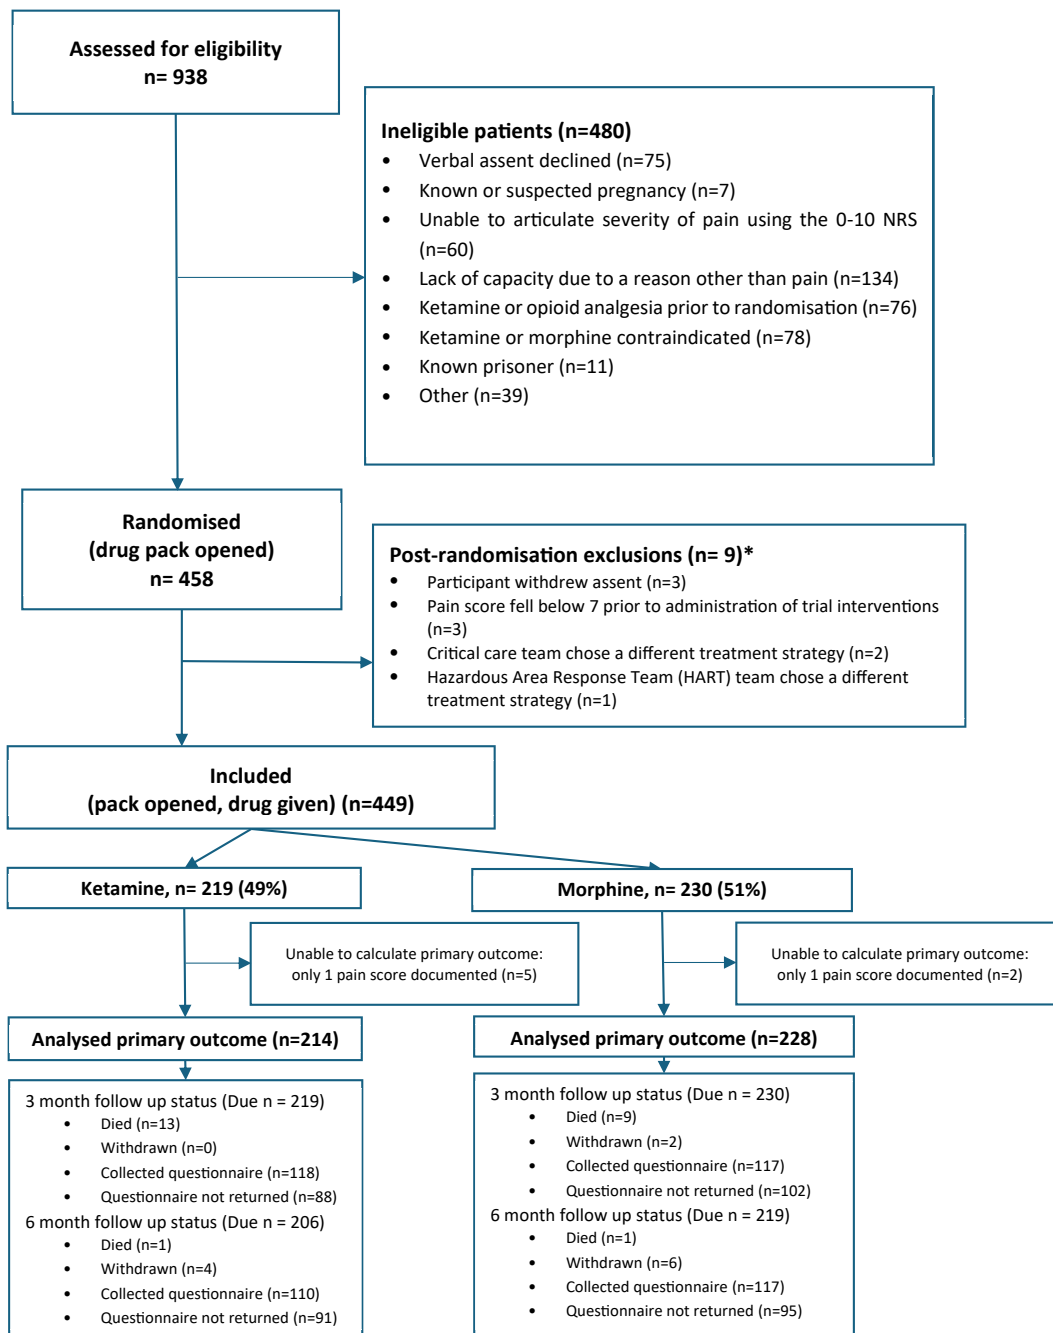 Assessed for eligibility
n= 938
Ineligible patients (n=480)
• Verbal assent declined (n=75)
• Known or suspected pregnancy (n=7)
• Unable to articulate severity of pain using the 0-10 NRS
(n=60)
• Lack of capacity due to a reason other than pain (n=134)
• Ketamine or opioid analgesia prior to randomisation (n=76)
• Ketamine or morphine contraindicated (n=78)
• Known prisoner (n=11)
• Other (n=39)
Randomised
(drug pack opened)
n= 458
Post-randomisation exclusions (n= 9)*
• Participant withdrew assent (n=3)
• Pain score fell below 7 prior to administration of trial interventions
(n=3)
• Critical care team chose a different treatment strategy (n=2)
• Hazardous Area Response Team (HART) team chose a different
treatment strategy (n=1)
Included
(pack opened, drug given) (n=449)
Ketamine, n= 219 (49%)
Morphine, n= 230 (51%)
Unable to calculate primary outcome:
only 1 pain score documented (n=5)
Unable to calculate primary outcome:
only 1 pain score documented (n=2)
Analysed primary outcome (n=214)
Analysed primary outcome (n=228)
3 month follow up status (Due n = 219)
• Died (n=13)
• Withdrawn (n=0)
• Collected questionnaire (n=118)
• Questionnaire not returned (n=88)
6 month follow up status (Due n = 206)
• Died (n=1)
• Withdrawn (n=4)
• Collected questionnaire (n=110)
• Questionnaire not returned (n=91)
3 month follow up status (Due n = 230)
• Died (n=9)
• Withdrawn (n=2)
• Collected questionnaire (n=117)
• Questionnaire not returned (n=102)
6 month follow up status (Due n = 219)
• Died (n=1)
• Withdrawn (n=6)
• Collected questionnaire (n=117)
• Questionnaire not returned (n=95)